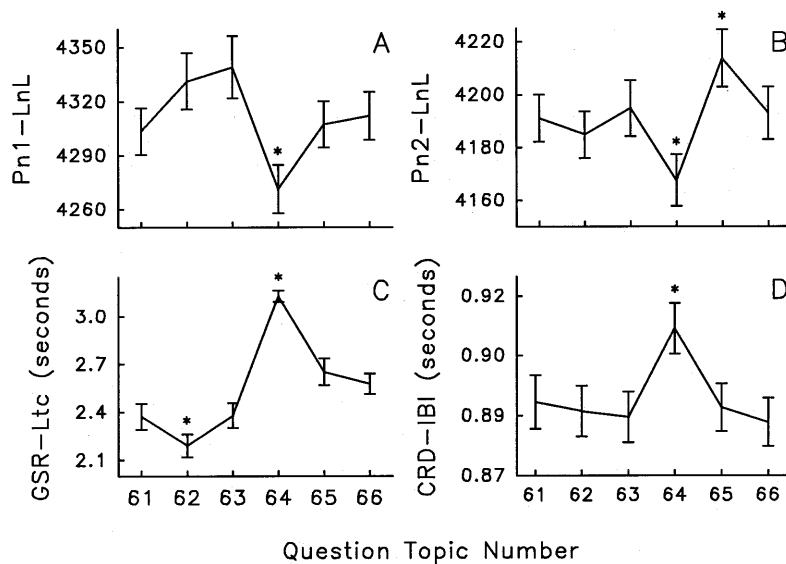 A
Pn1-LnL
4350
4320
4290
4260
*
B
Pn2-LnL
4220
4200
4180
4160
*
*
C
GSR-Ltc (seconds)
3.0
2.7
2.4
2.1
*
*
61 62 63 64 65 66
D
CRD-IBI (seconds)
0.92
0.90
0.89
0.87
*
61 62 63 64 65 66
Question Topic Number